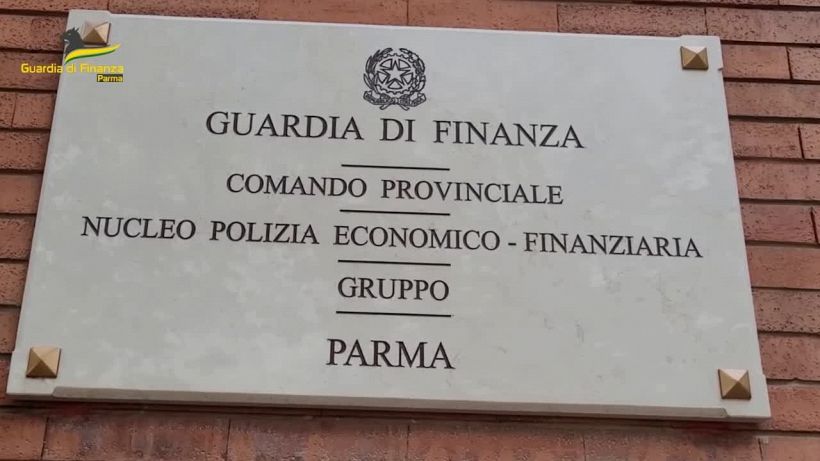 Guardia di Finanza
Parma
GUARDIA DI FINANZA
COMANDO PROVINCIALE
NUCLEO POLIZIA ECONOMICO - FINANZIARIA
GRUPPO
PARMA